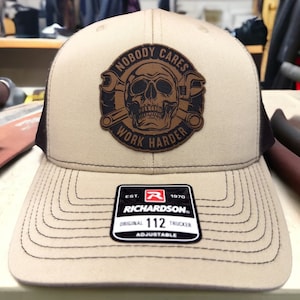 NOBODY CARES
WORK HARDER
EST. R 1970
RICHARDSON®
ORIGINAL 112 TRUCKER
ADJUSTABLE